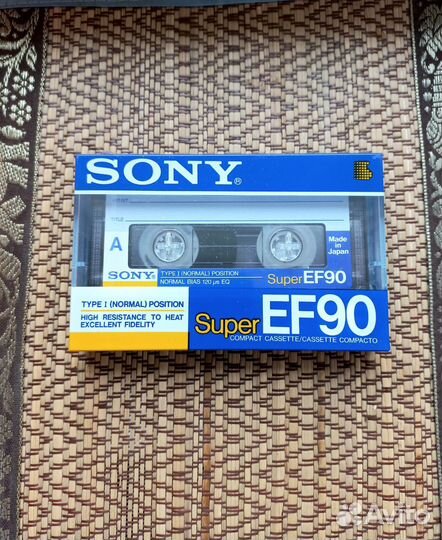 SONY®
TITLE
A
Made in
Japan
SONY
TYPE I (NORMAL) POSITION
NORMAL BIAS 120 μs EQ
Super EF90
TYPE I (NORMAL) POSITION
HIGH RESISTANCE TO HEAT
EXCELLENT FIDELITY
Super EF90
COMPACT CASSETTE/CASSETTE COMPACTO
Avito